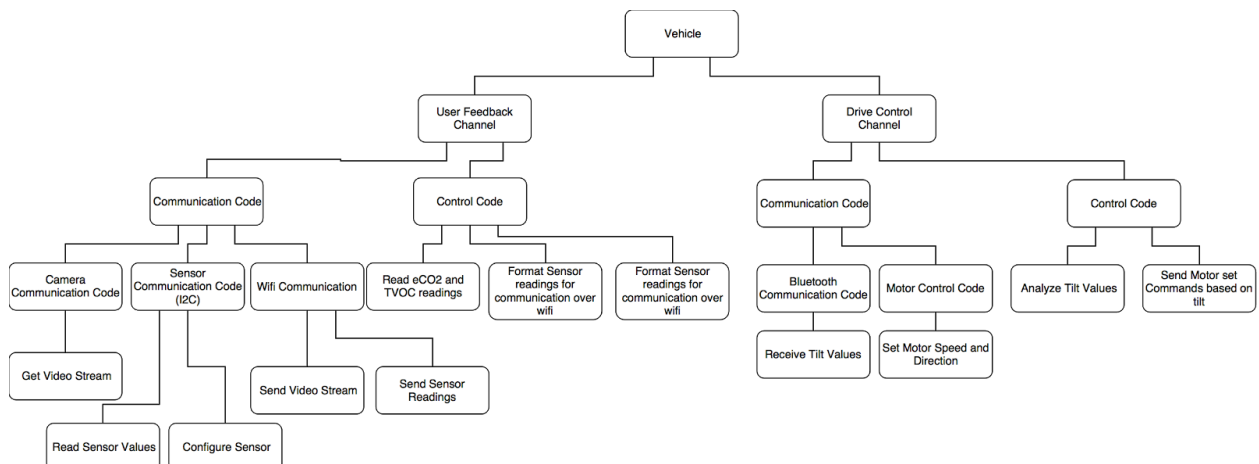 Vehicle
User Feedback
Channel
Drive Control
Channel
Communication Code
Control Code
Communication Code
Control Code
Camera
Communication Code
Sensor
Communication Code
(I2C)
Wifi Communication
Read eCO2 and
TVOC readings
Format Sensor
readings for
communication over
wifi
Format Sensor
readings for
communication over
wifi
Bluetooth
Communication Code
Motor Control Code
Analyze Tilt Values
Send Motor set
Commands based on
tilt
Get Video Stream
Send Video Stream
Send Sensor
Readings
Receive Tilt Values
Set Motor Speed and
Direction
Read Sensor Values
Configure Sensor